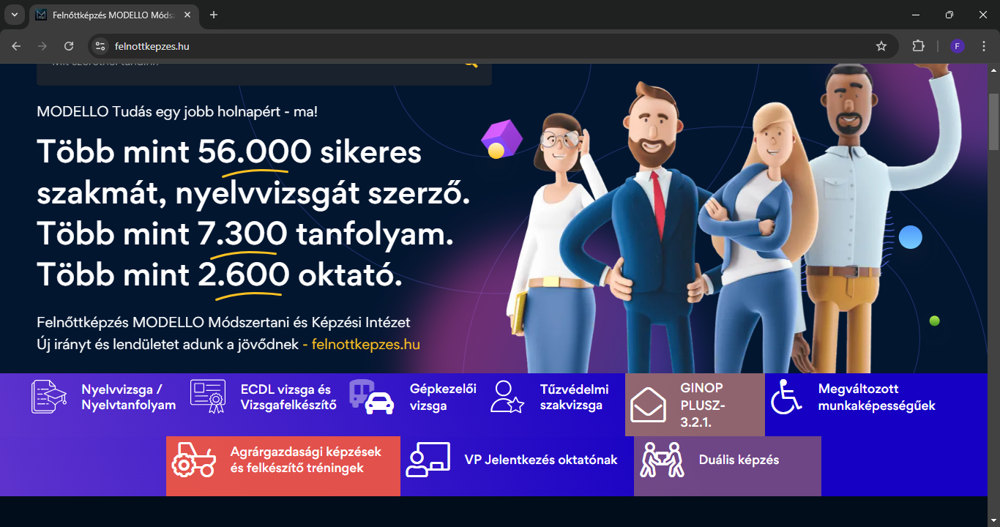 Felnőttképzés MODELLO Móds
felnottkepzes.hu
F
MODELLO Tudás egy jobb holnapért - ma!
Több mint 56.000 sikeres
szakmát, nyelvvizsgát szerző.
Több mint 7.300 tanfolyam.
Több mint 2.600 oktató.
Felnőttképzés MODELLO Módszertani és Képzési Intézet
Új irányt és lendületet adunk a jövődnek - felnottkepzes.hu
Nyelvvizsga /
Nyelvtanfolyam
ECDL vizsga és
Vizsgafelkészítő
Gépkezelői
vizsga
Tűzvédelmi
szakvizsga
GINOP
PLUSZ-
3.2.1.
Megváltozott
munkaképességűek
Agrárgazdasági képzések
és felkészítő tréningek
VP Jelentkezés oktatónak
Duális képzés